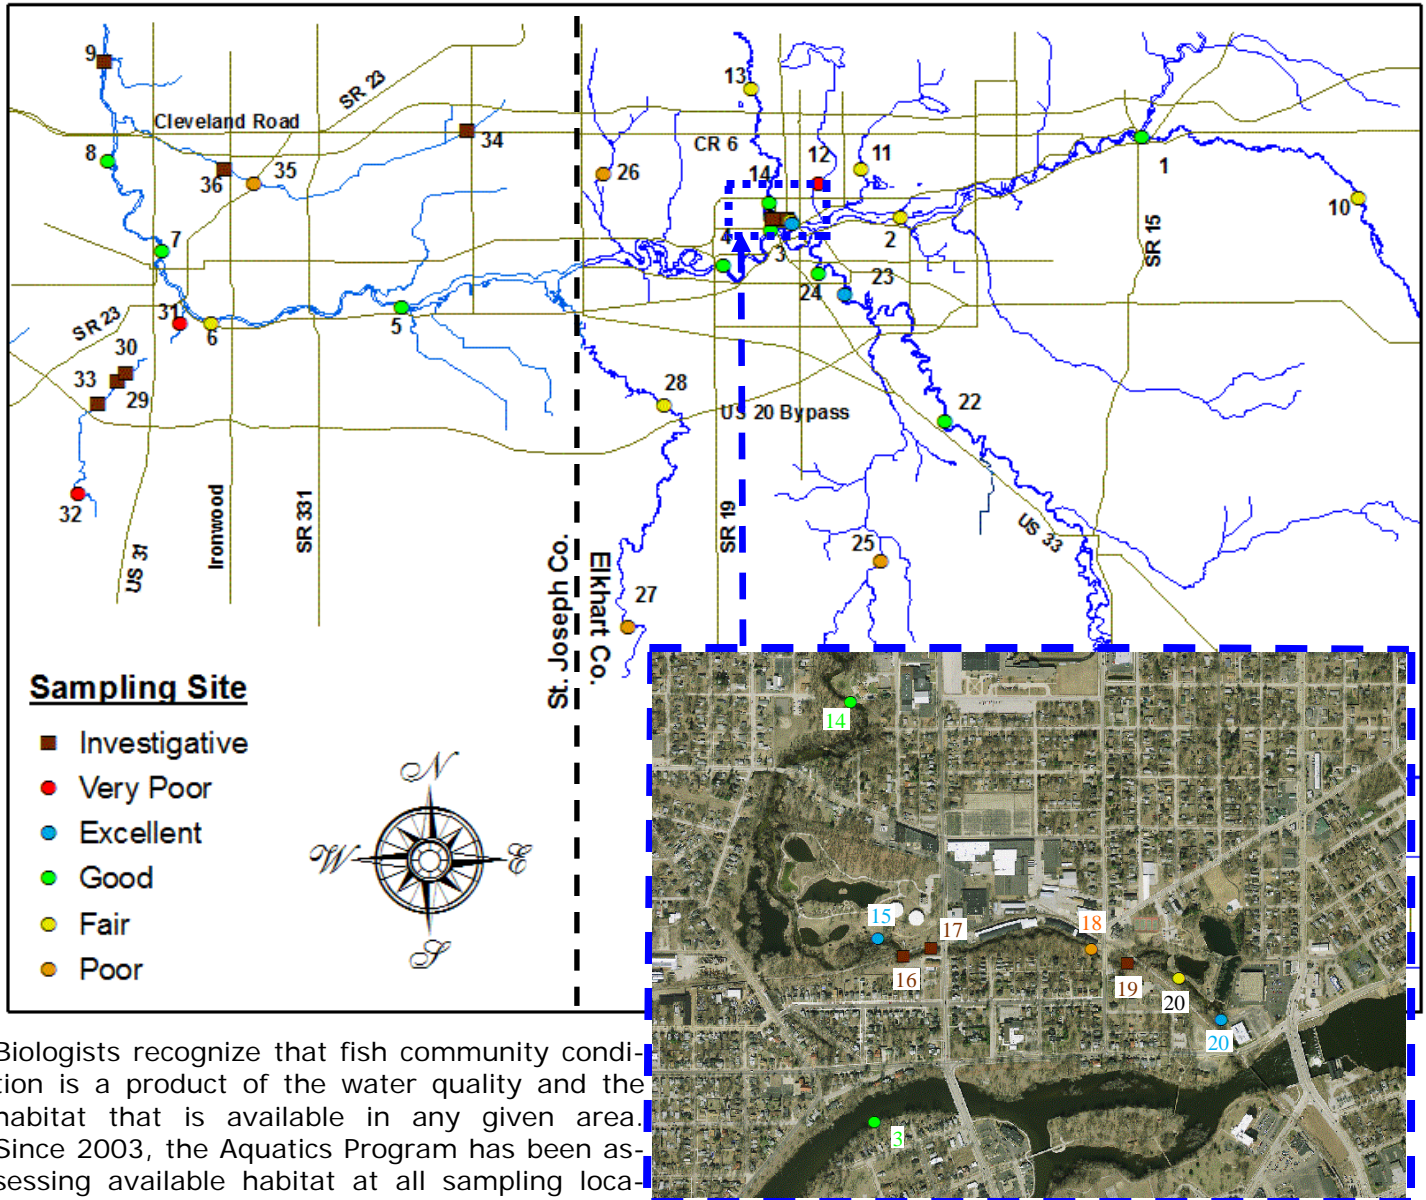 9
SR 23
Cleveland Road
8
36
35
34
7
SR 23
31
6
5
30
33
29
32
US 31
Ironwood
SR 331
St. Joseph Co.
Elkhart Co.
26
13
CR 6
14
12
11
4
3
2
1
10
SR 15
24
23
28
US 20 Bypass
22
SR 19
25
US 33
27
Sampling Site
Investigative
Very Poor
Excellent
Good
Fair
Poor
N
W
E
S
14
15
17
16
18
19
20
20
3
Biologists recognize that fish community condi-
tion is a product of the water quality and the
habitat that is available in any given area.
Since 2003, the Aquatics Program has been as-
sessing available habitat at all sampling loca-